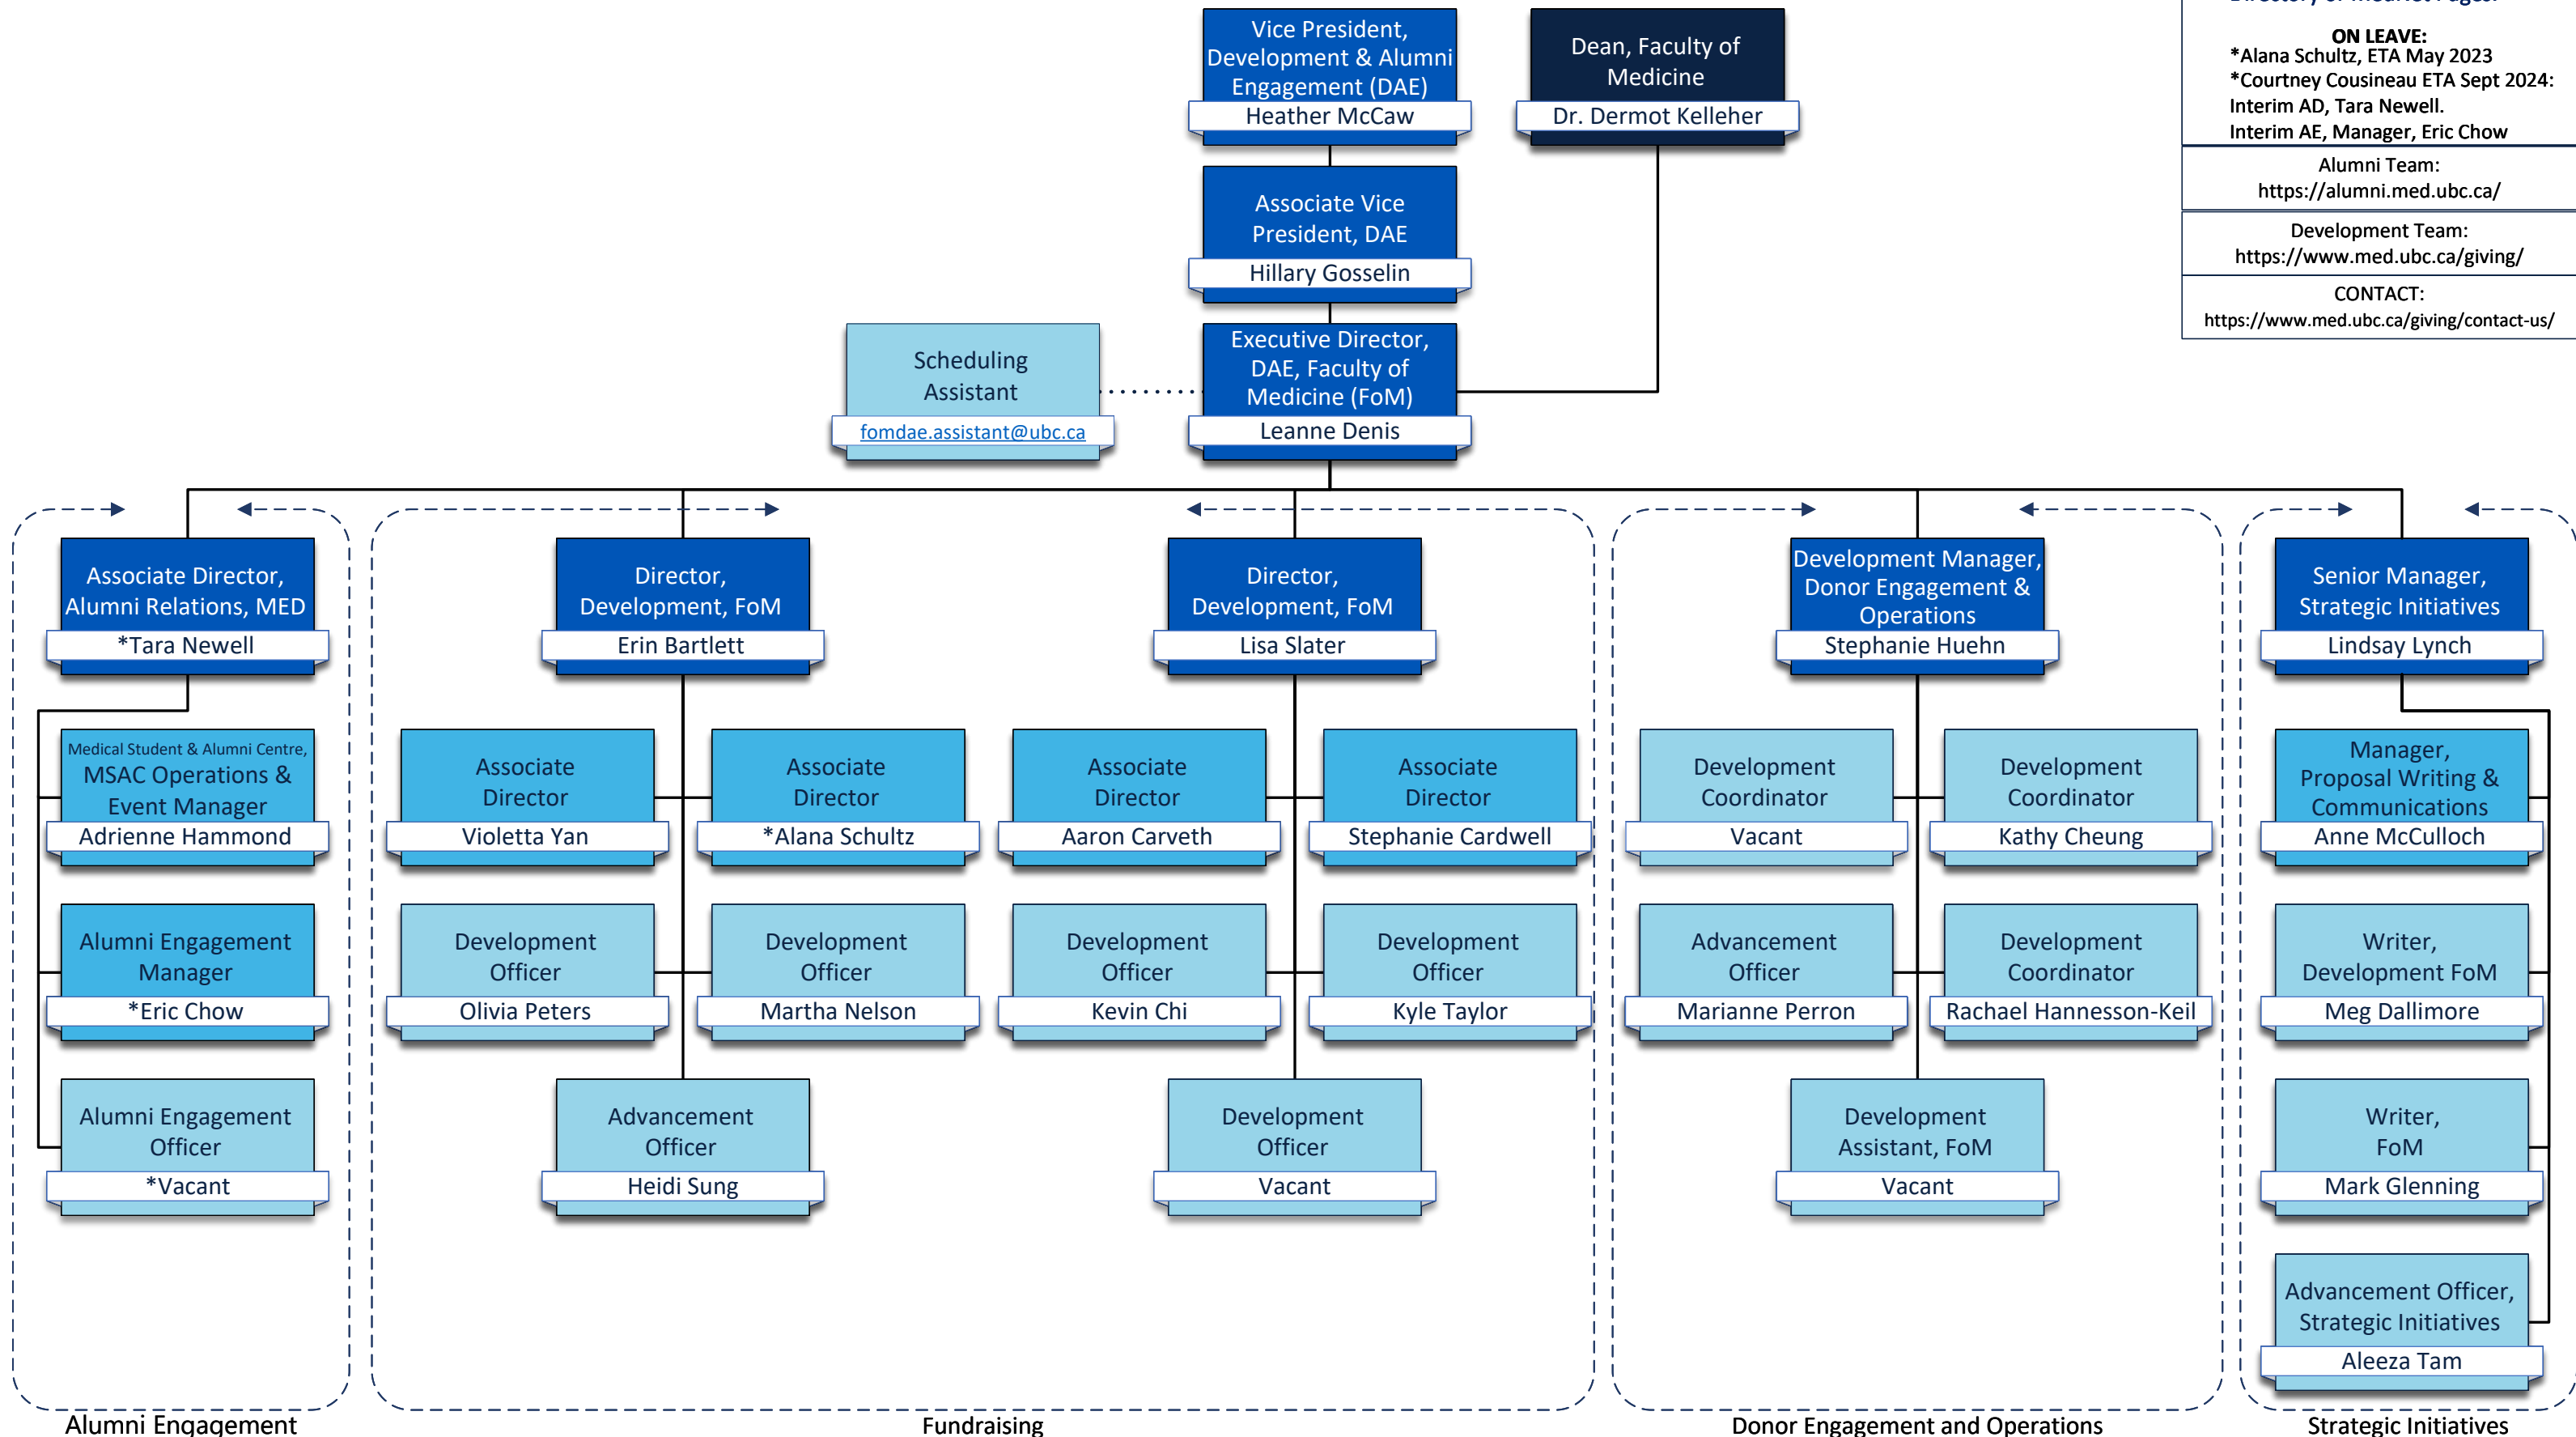 Vice President,
Development & Alumni
Engagement (DAE)
Heather McCaw
Dean, Faculty of
Medicine
Dr. Dermot Kelleher
ON LEAVE:
*Alana Schultz, ETA May 2023
*Courtney Cousineau ETA Sept 2024:
Interim AD, Tara Newell.
Interim AE, Manager, Eric Chow
Alumni Team:
https://alumni.med.ubc.ca/
Development Team:
https://www.med.ubc.ca/giving/
CONTACT:
https://www.med.ubc.ca/giving/contact-us/
Associate Vice
President, DAE
Hillary Gosselin
Scheduling
Assistant
fomdae.assistant@ubc.ca
Executive Director,
DAE, Faculty of
Medicine (FoM)
Leanne Denis
Associate Director,
Alumni Relations, MED
*Tara Newell
Director,
Development, FoM
Erin Bartlett
Director,
Development, FoM
Lisa Slater
Development Manager,
Donor Engagement &
Operations
Stephanie Huehn
Senior Manager,
Strategic Initiatives
Lindsay Lynch
Medical Student & Alumni Centre,
MSAC Operations &
Event Manager
Adrienne Hammond
Associate
Director
Violetta Yan
Associate
Director
*Alana Schultz
Associate
Director
Aaron Carveth
Associate
Director
Stephanie Cardwell
Development
Coordinator
Vacant
Development
Coordinator
Kathy Cheung
Manager,
Proposal Writing &
Communications
Anne McCulloch
Alumni Engagement
Manager
*Eric Chow
Development
Officer
Olivia Peters
Development
Officer
Martha Nelson
Development
Officer
Kevin Chi
Development
Officer
Kyle Taylor
Advancement
Officer
Marianne Perron
Development
Coordinator
Rachael Hannesson-Keil
Writer,
Development FoM
Meg Dallimore
Alumni Engagement
Officer
*Vacant
Advancement
Officer
Heidi Sung
Development
Officer
Vacant
Development
Assistant, FoM
Vacant
Writer,
FoM
Mark Glenning
Advancement Officer,
Strategic Initiatives
Aleeza Tam
Alumni Engagement
Fundraising
Donor Engagement and Operations
Strategic Initiatives